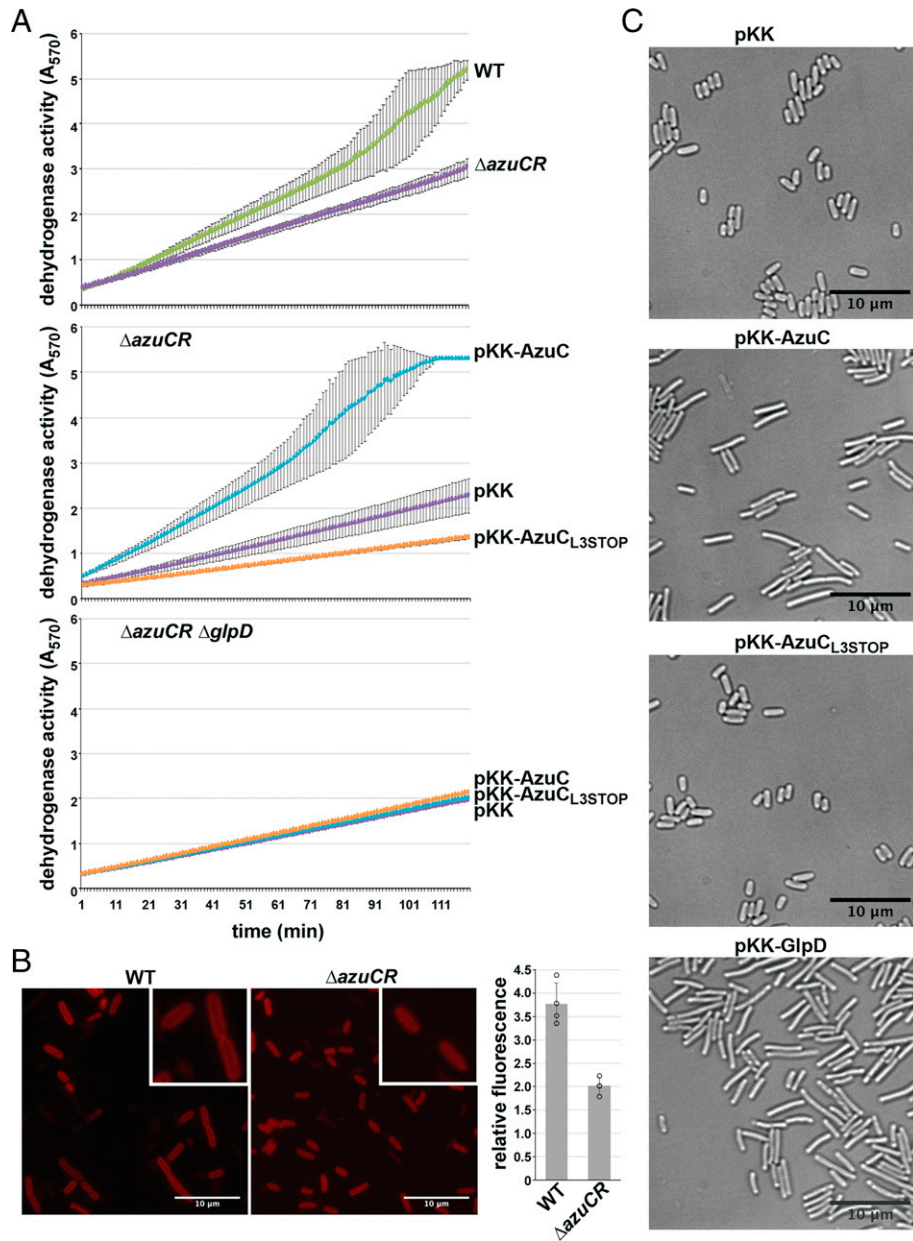 A
dehydrogenase activity (A570)
6
5
4
3
2
1
0
WT
ΔazuCR
dehydrogenase activity (A570)
6
5
4
3
2
1
0
ΔazuCR
pKK-AzuC
pKK
pKK-AzuCL3STOP
dehydrogenase activity (A570)
6
5
4
3
2
1
0
ΔazuCR ΔglpD
pKK-AzuC
pKK-AzuCL3STOP
pKK
1 11 21 31 41 51 61 71 81 91 101 111
time (min)
B
WT
10 µm
ΔazuCR
10 µm
relative fluorescence
4.5
4.0
3.5
3.0
2.5
2.0
1.5
1.0
0.5
0
WT
ΔazuCR
C
pKK
10 µm
pKK-AzuC
10 µm
pKK-AzuCL3STOP
10 µm
pKK-GlpD
10 µm